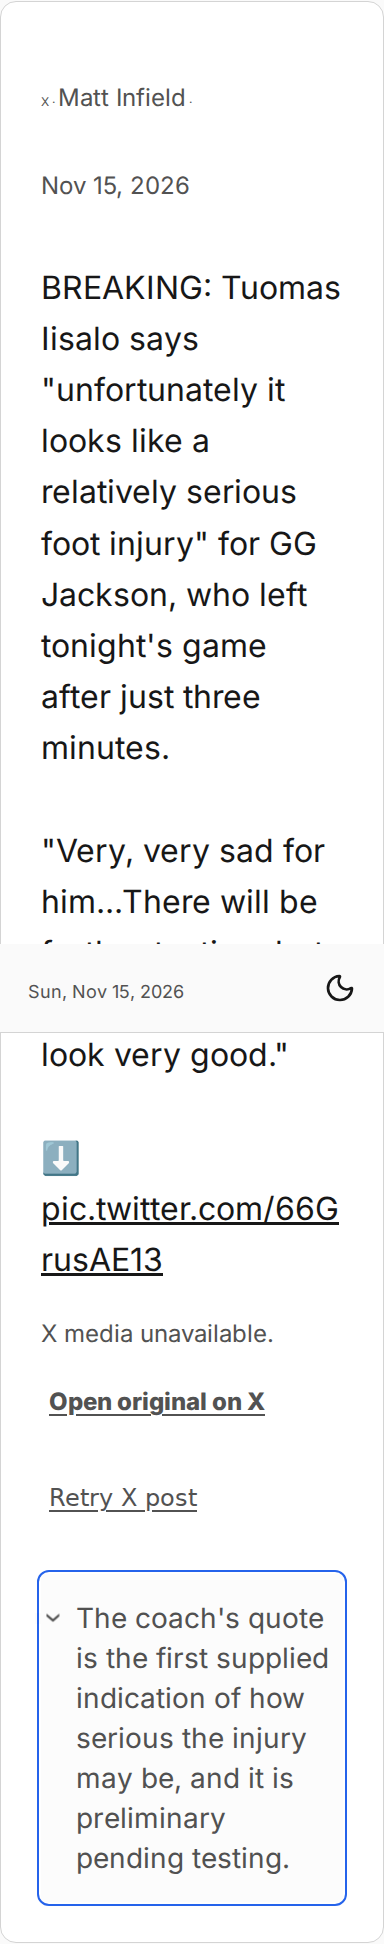 X · Matt Infield ·
Nov 15, 2026
BREAKING: Tuomas
Iisalo says
"unfortunately it
looks like a
relatively serious
foot injury" for GG
Jackson, who left
tonight's game
after just three
minutes.
"Very, very sad for
him...There will be
Sun, Nov 15, 2026
look very good."
⬇️
pic.twitter.com/66G
rusAE13
X media unavailable.
Open original on X
Retry X post
The coach's quote
is the first supplied
indication of how
serious the injury
may be, and it is
preliminary
pending testing.